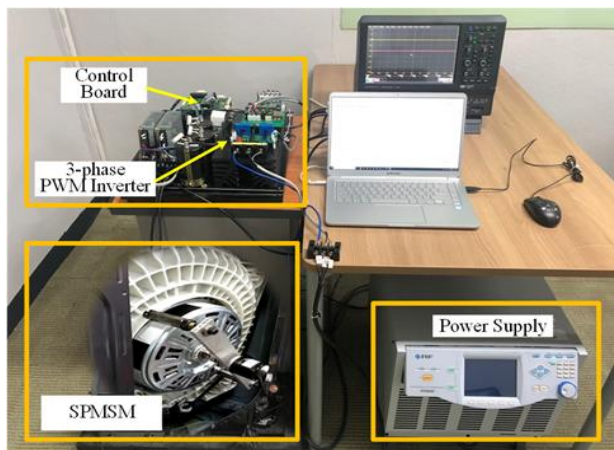 Control
Board
3-phase
PWM Inverter
SPMSM
Power Supply